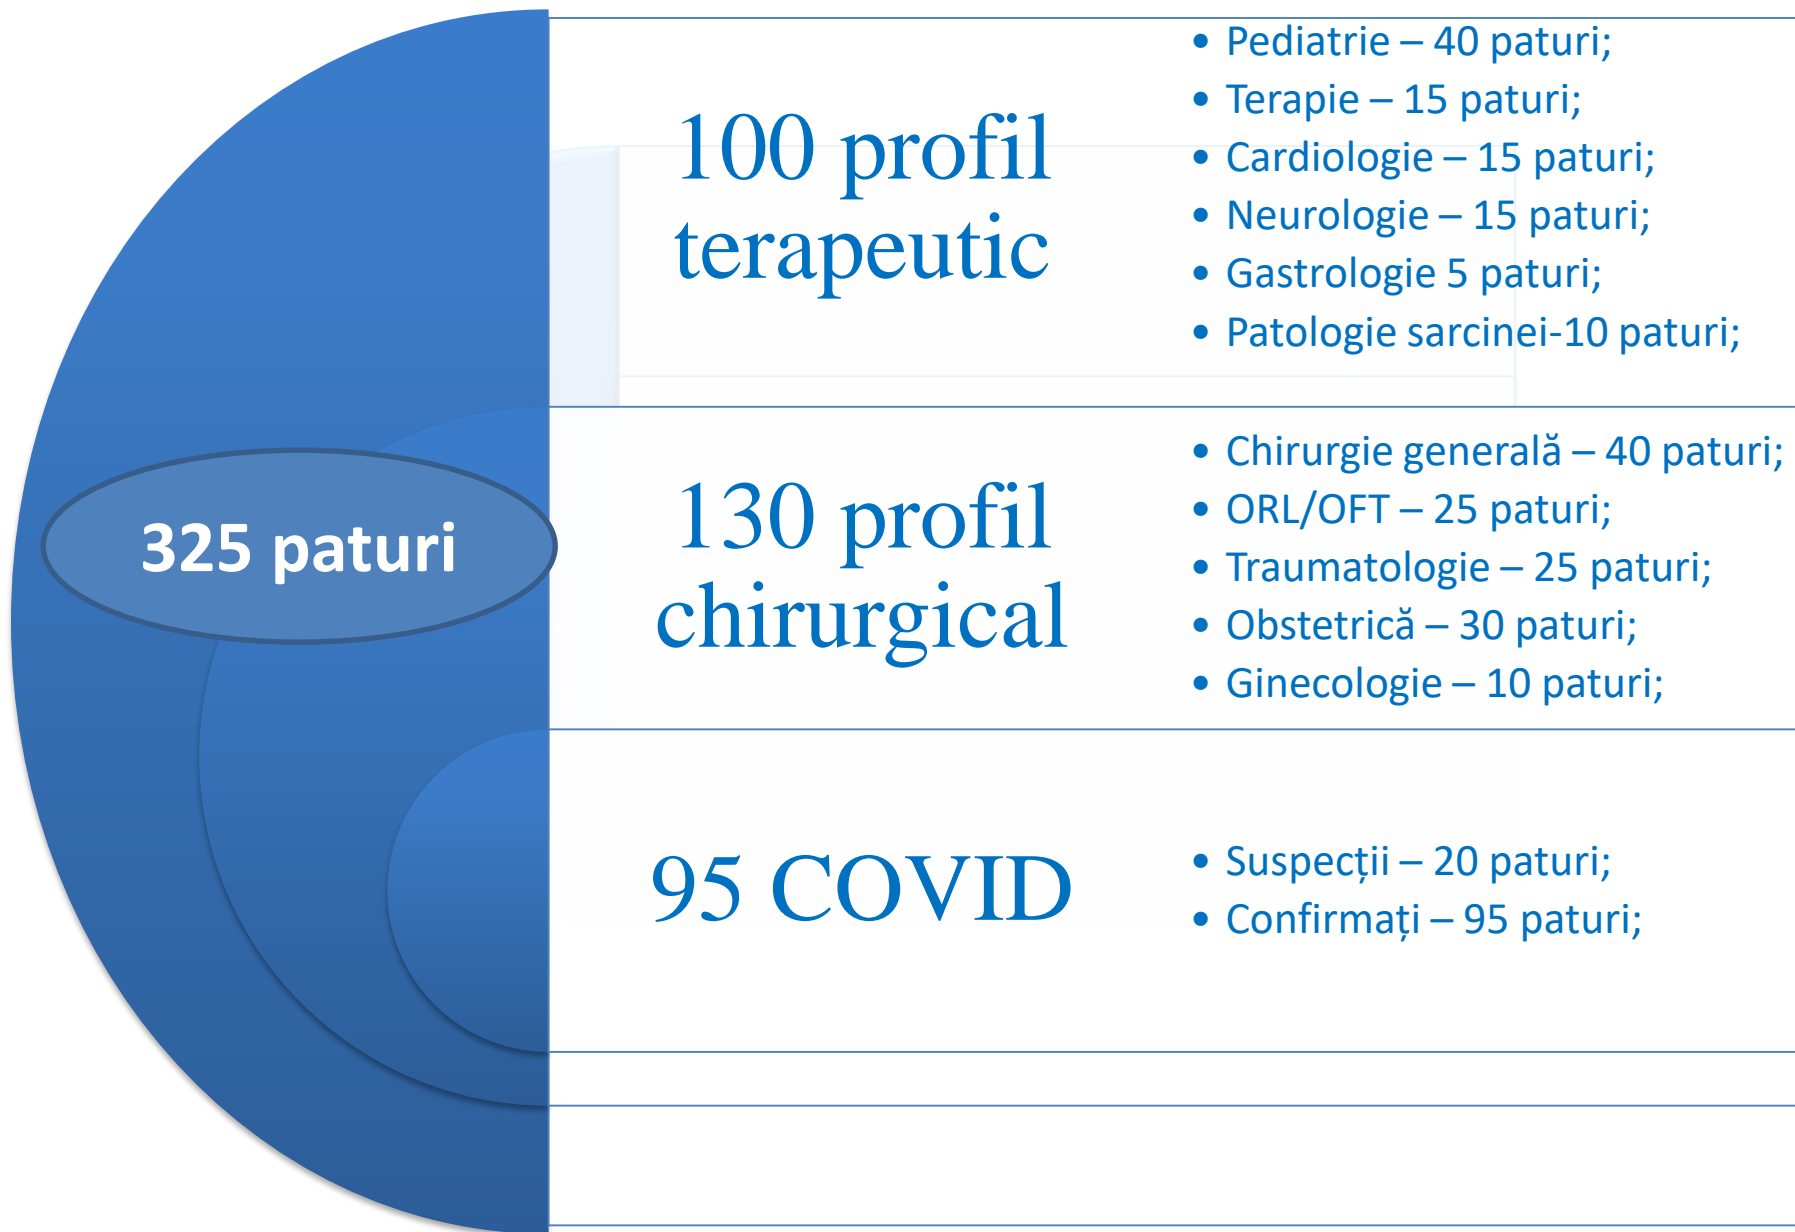 325 paturi
100 profil
terapeutic
• Pediatrie – 40 paturi;
• Terapie – 15 paturi;
• Cardiologie – 15 paturi;
• Neurologie – 15 paturi;
• Gastrologie 5 paturi;
• Patologie sarcinei-10 paturi;
130 profil
chirurgical
• Chirurgie generală – 40 paturi;
• ORL/OFT – 25 paturi;
• Traumatologie – 25 paturi;
• Obstetrică – 30 paturi;
• Ginecologie – 10 paturi;
95 COVID
• Suspecții – 20 paturi;
• Confirmați – 95 paturi;